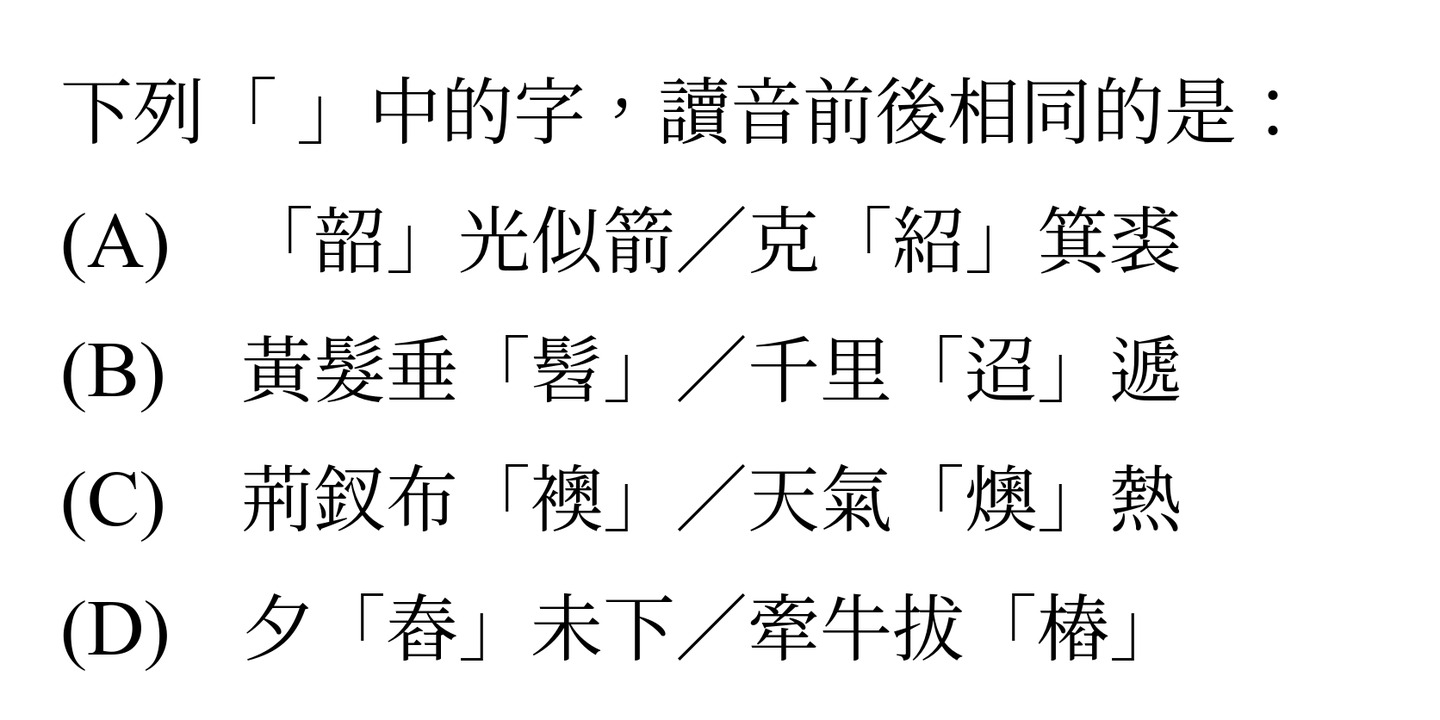 下列「 」中的字，讀音前後相同的是：
(A) 「韶」光似箭／克「紹」箕裘
(B) 黃髮垂「髫」／千里「迢」遞
(C) 荊釵布「襖」／天氣「燠」熱
(D) 夕「舂」未下／牽牛拔「樁」